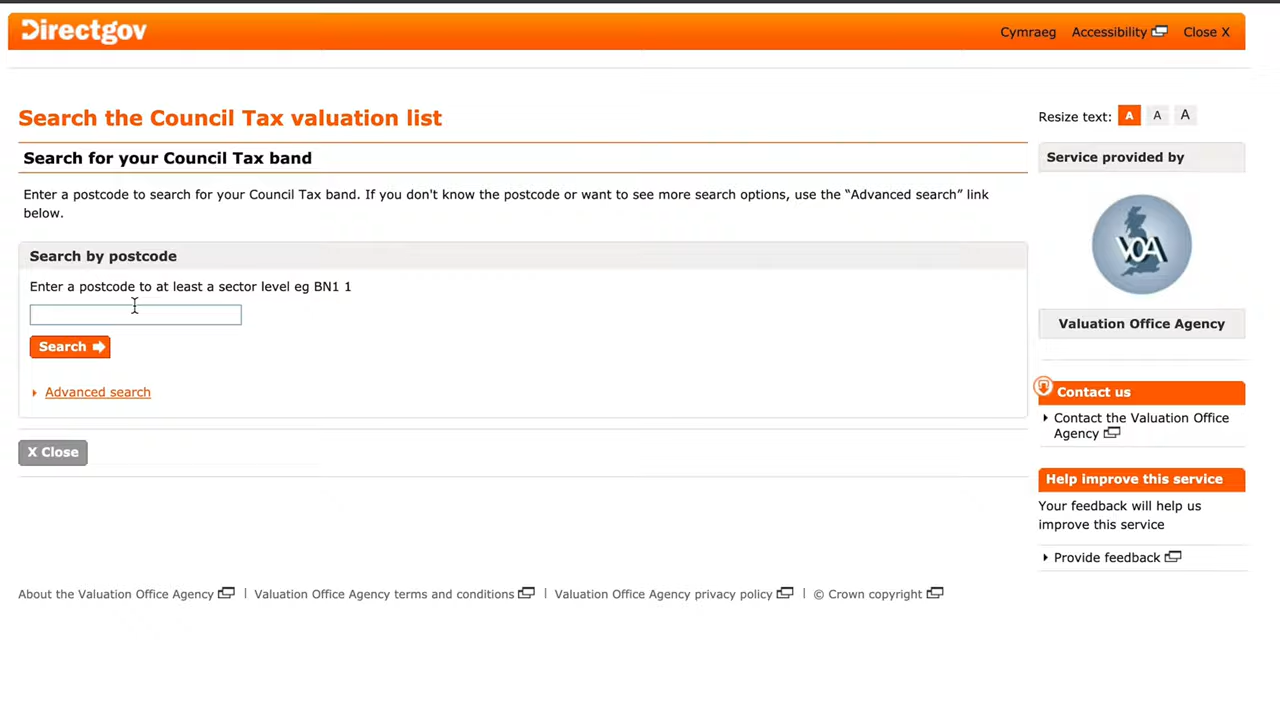 Directgov
Cymraeg Accessibility Close X
Search the Council Tax valuation list
Resize text: A A A
Search for your Council Tax band
Service provided by
Enter a postcode to search for your Council Tax band. If you don't know the postcode or want to see more search options, use the “Advanced search” link
below.
VOA
Search by postcode
Enter a postcode to at least a sector level eg BN1 1
Valuation Office Agency
Search
Advanced search
Contact us
Contact the Valuation Office
Agency
X Close
Help improve this service
Your feedback will help us
improve this service
Provide feedback
About the Valuation Office Agency | Valuation Office Agency terms and conditions | Valuation Office Agency privacy policy | © Crown copyright